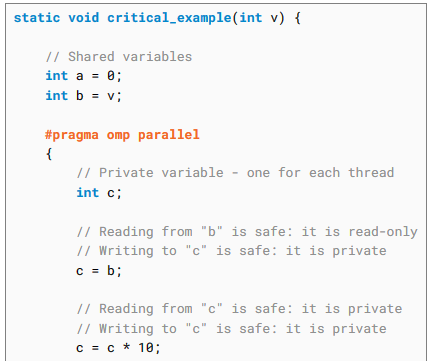 static void critical_example(int v) {
// Shared variables
int a = 0;
int b = v;
#pragma omp parallel
{
// Private variable - one for each thread
int c;
// Reading from "b" is safe: it is read-only
// Writing to "c" is safe: it is private
c = b;
// Reading from "c" is safe: it is private
// Writing to "c" is safe: it is private
c = c * 10;